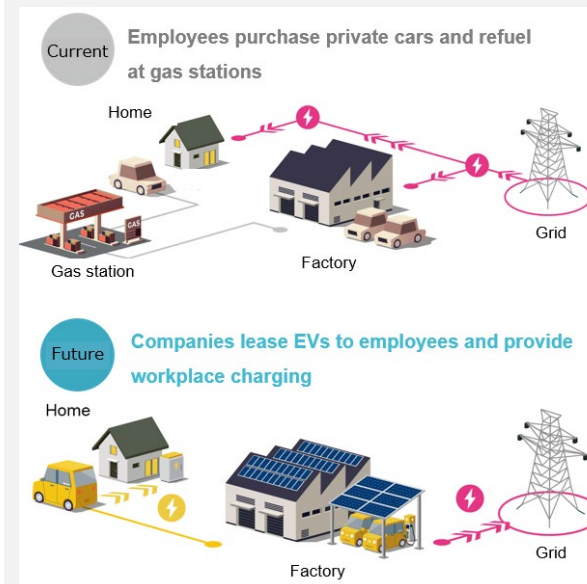 Current
Employees purchase private cars and refuel
at gas stations
Home
GAS
GAS
Gas station
Factory
Grid
Future
Companies lease EVs to employees and provide
workplace charging
Home
Factory
Grid